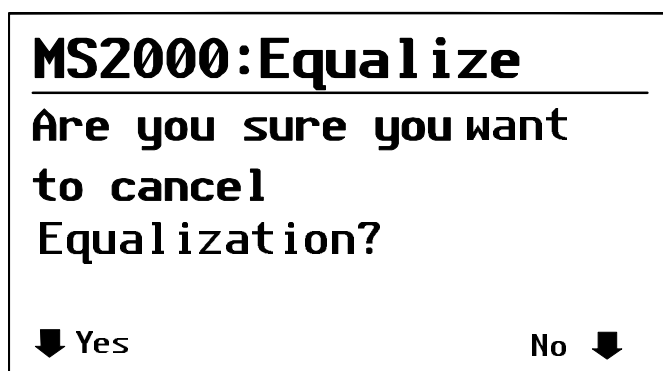 MS2000:Equalize
Are you sure you want
to cancel
Equalization?
Yes No